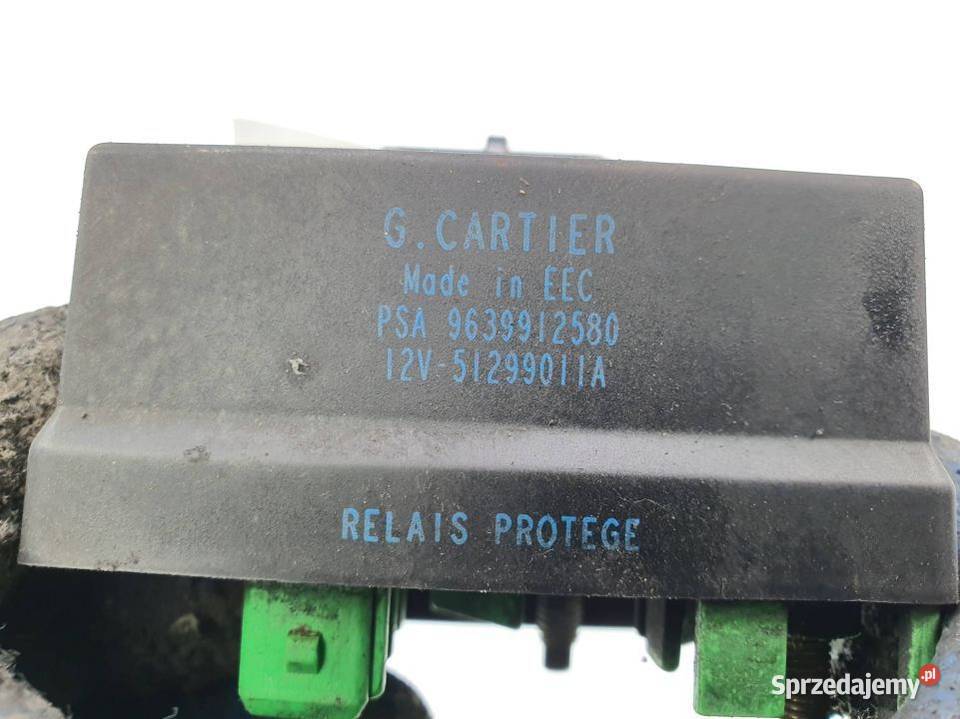 G. CARTIER
Made in EEC
PSA 9639912580
12V-51299011A
RELAIS PROTEGE
Sprzedajemy.pl